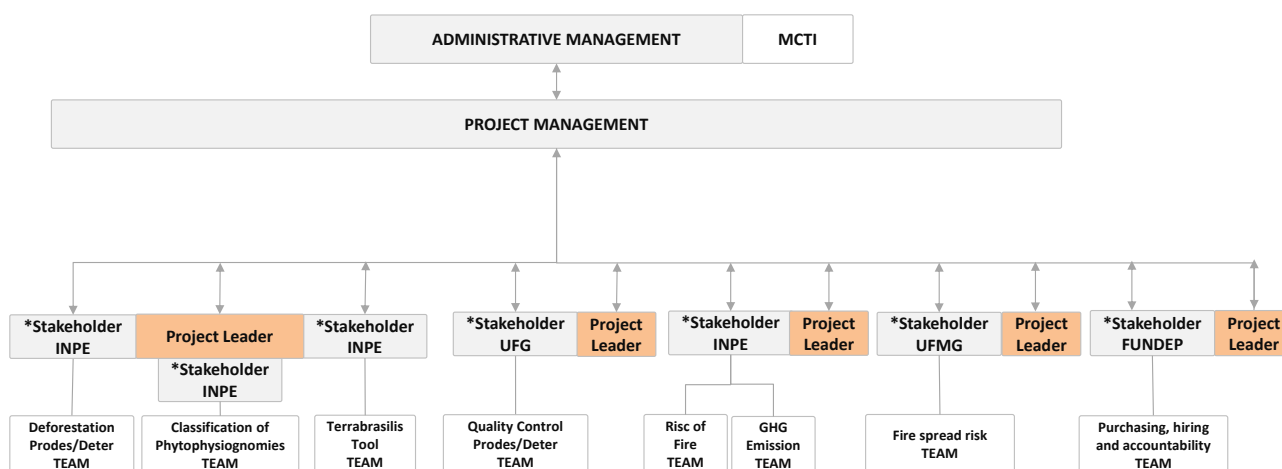 ADMINISTRATIVE MANAGEMENT
MCTI
PROJECT MANAGEMENT
*Stakeholder
INPE
Project Leader
*Stakeholder
INPE
*Stakeholder
INPE
*Stakeholder
UFG
Project
Leader
*Stakeholder
INPE
Project
Leader
*Stakeholder
UFMG
Project
Leader
*Stakeholder
FUNDEP
Project
Leader
Deforestation
Prodes/Deter
TEAM
Classification of
Phytophysiognomies
TEAM
Terrabrasilis
Tool
TEAM
Quality Control
Prodes/Deter
TEAM
Risc of
Fire
TEAM
GHG
Emission
TEAM
Fire spread risk
TEAM
Purchasing, hiring
and accountability
TEAM